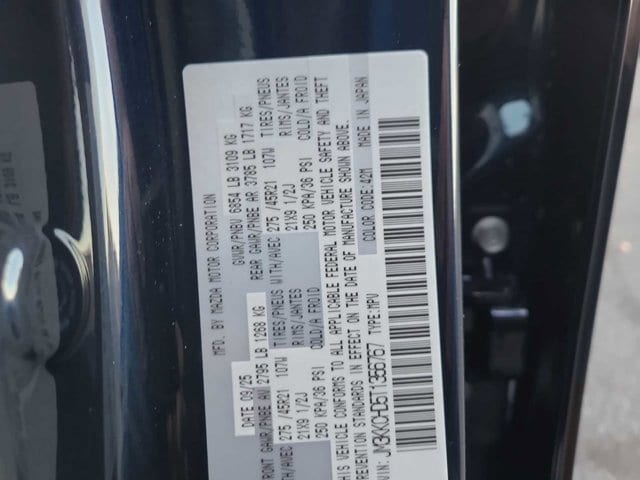 MFD. BY MAZDA MOTOR CORPORATION
DATE 09/25 GVWR/PNBV 6854 LB 3109 KG
FRONT GAWR/PNBE AV 2795 LB 1268 KG REAR GAWR/PNBE AR 3785 LB 1717 KG
WITH/AVEC TIRES/PNEUS WITH/AVEC TIRES/PNEUS
275 /45R21 107W 275 /45R21 107W
21X9 1/2J RIMS/JANTES 21X9 1/2J RIMS/JANTES
250 KPA/36 PSI COLD/A FROID 250 KPA/36 PSI COLD/A FROID
THIS VEHICLE CONFORMS TO ALL APPLICABLE FEDERAL MOTOR VEHICLE SAFETY AND THEFT
PREVENTION STANDARDS IN EFFECT ON THE DATE OF MANUFACTURE SHOWN ABOVE.
VIN: TYPE:MPV COLOR CODE:42M MADE IN JAPAN